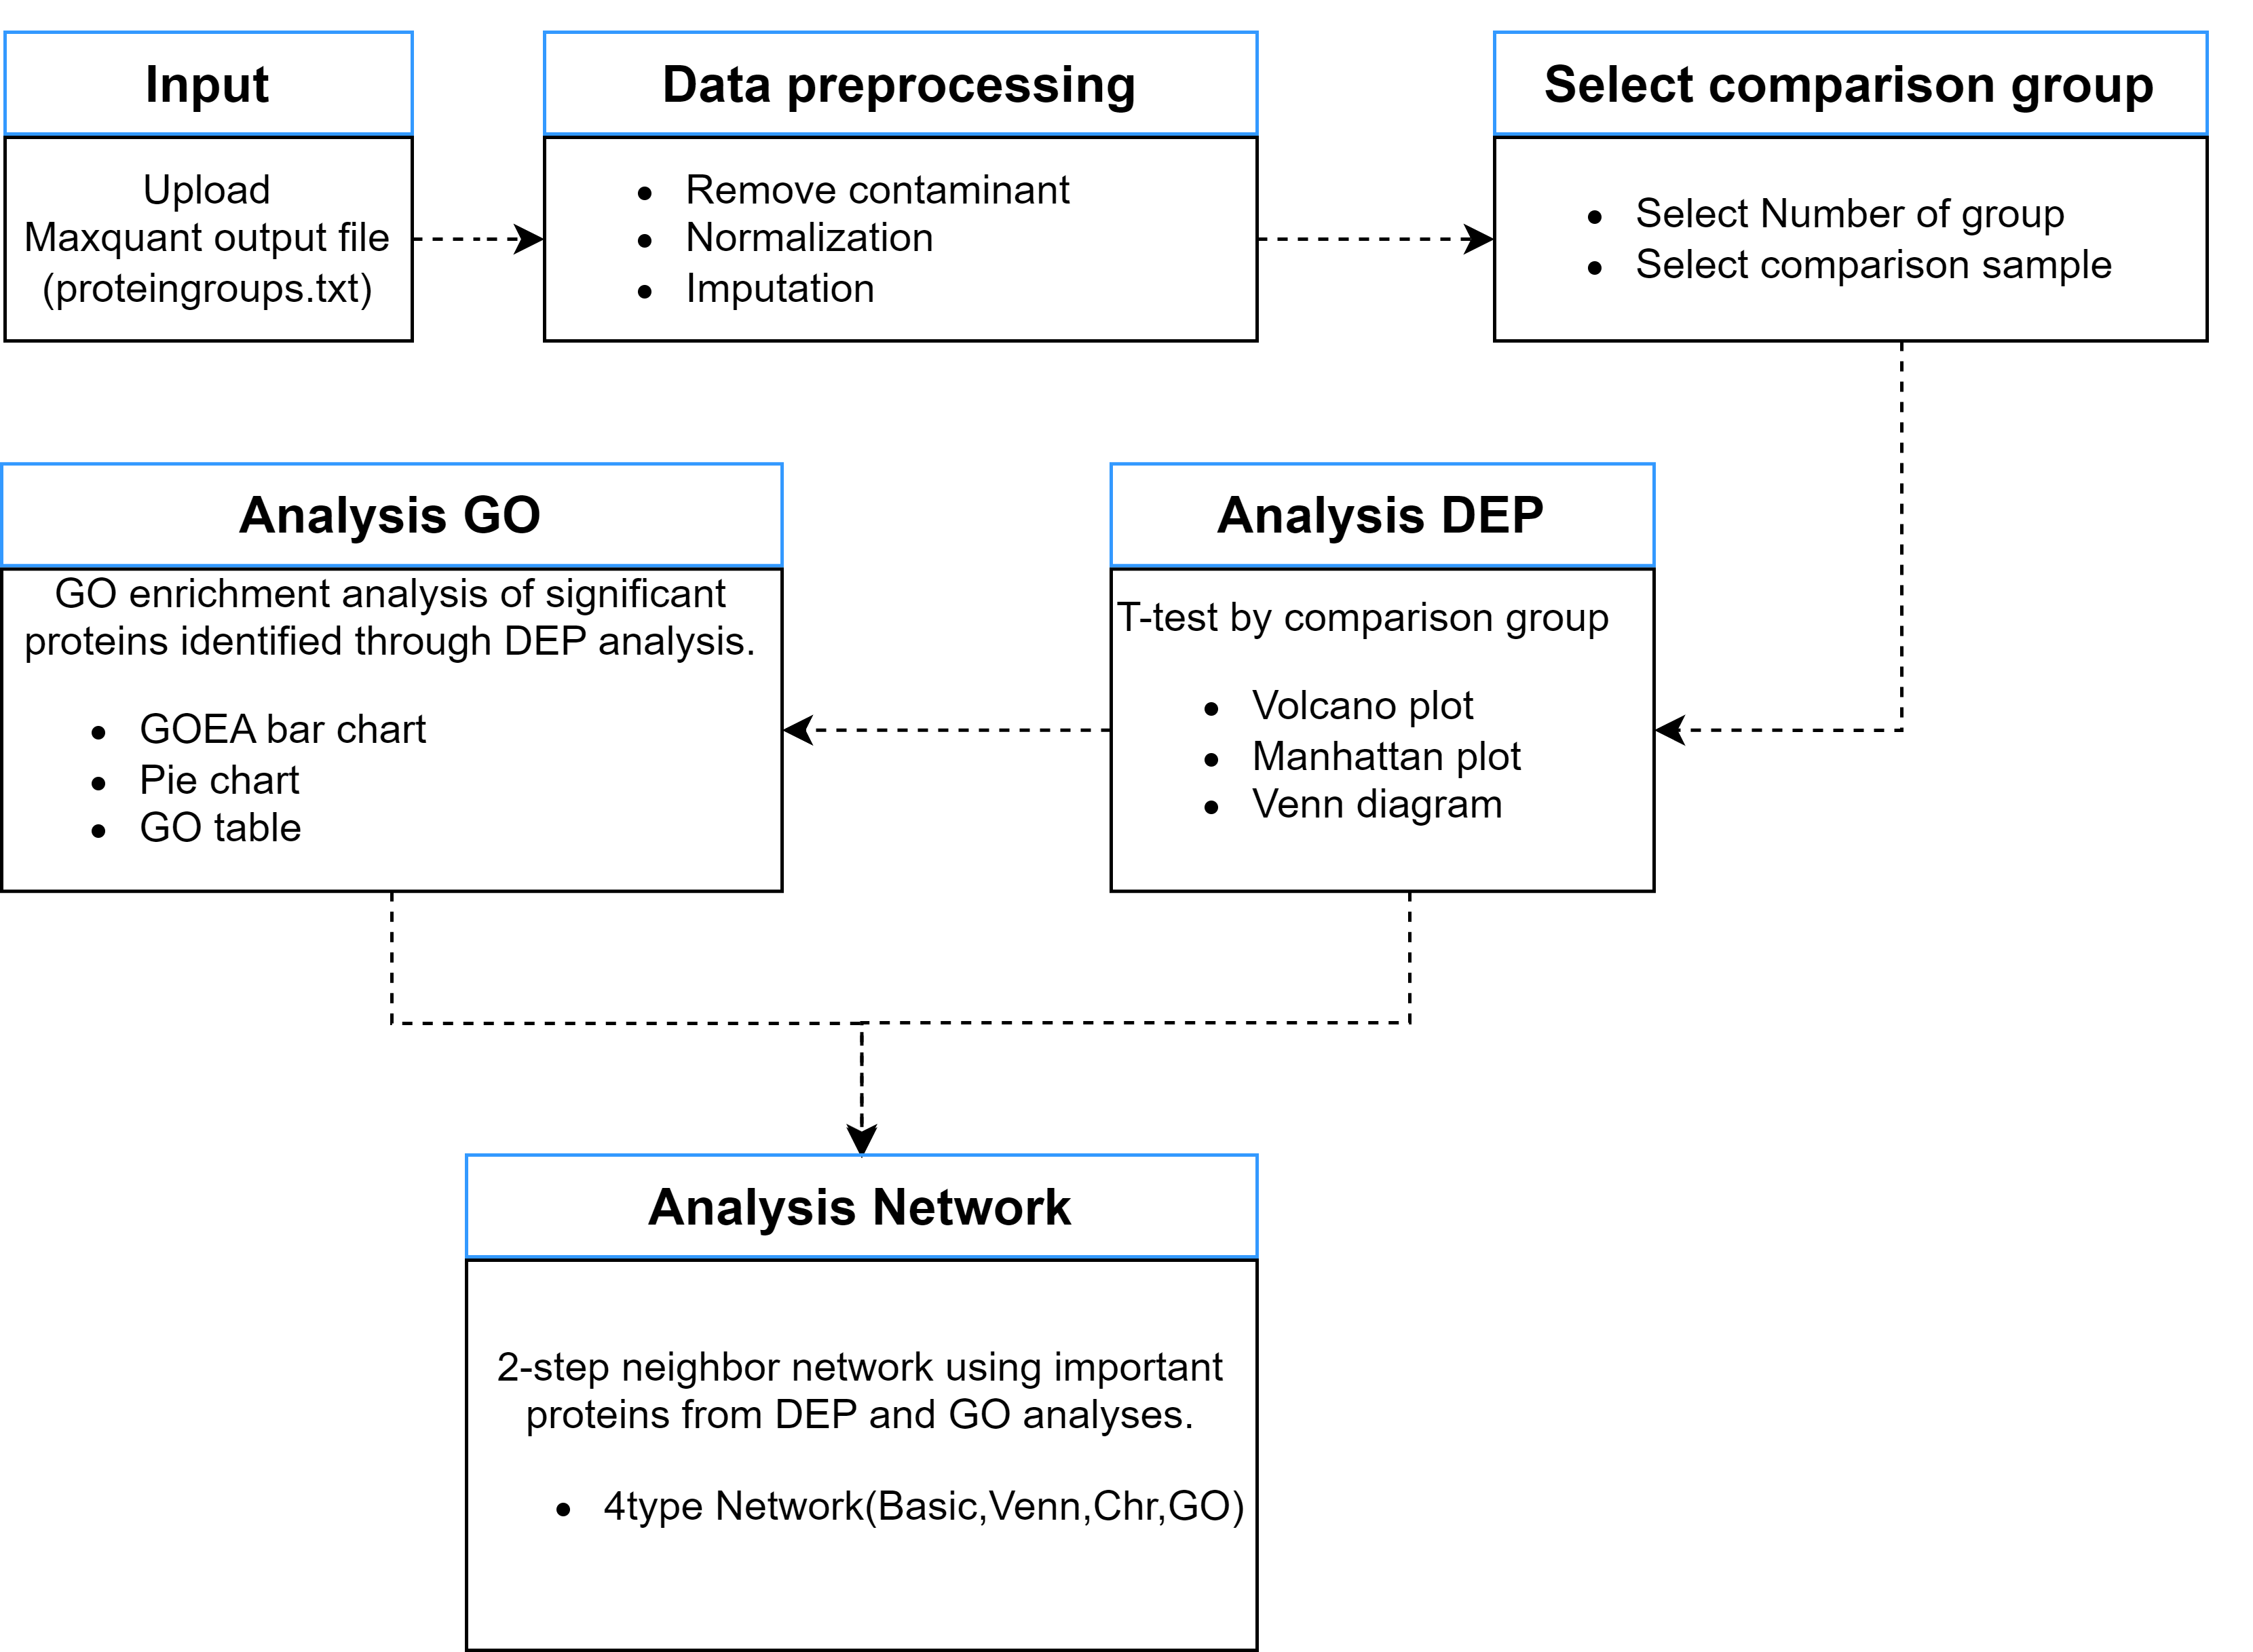 Input
Upload
Maxquant output file
(proteingroups.txt)
Data preprocessing
Remove contaminant
Normalization
Imputation
Select comparison group
Select Number of group
Select comparison sample
Analysis DEP
T-test by comparison group
Volcano plot
Manhattan plot
Venn diagram
Analysis GO
GO enrichment analysis of significant
proteins identified through DEP analysis.
GOEA bar chart
Pie chart
GO table
Analysis Network
2-step neighbor network using important
proteins from DEP and GO analyses.
4type Network(Basic,Venn,Chr,GO)